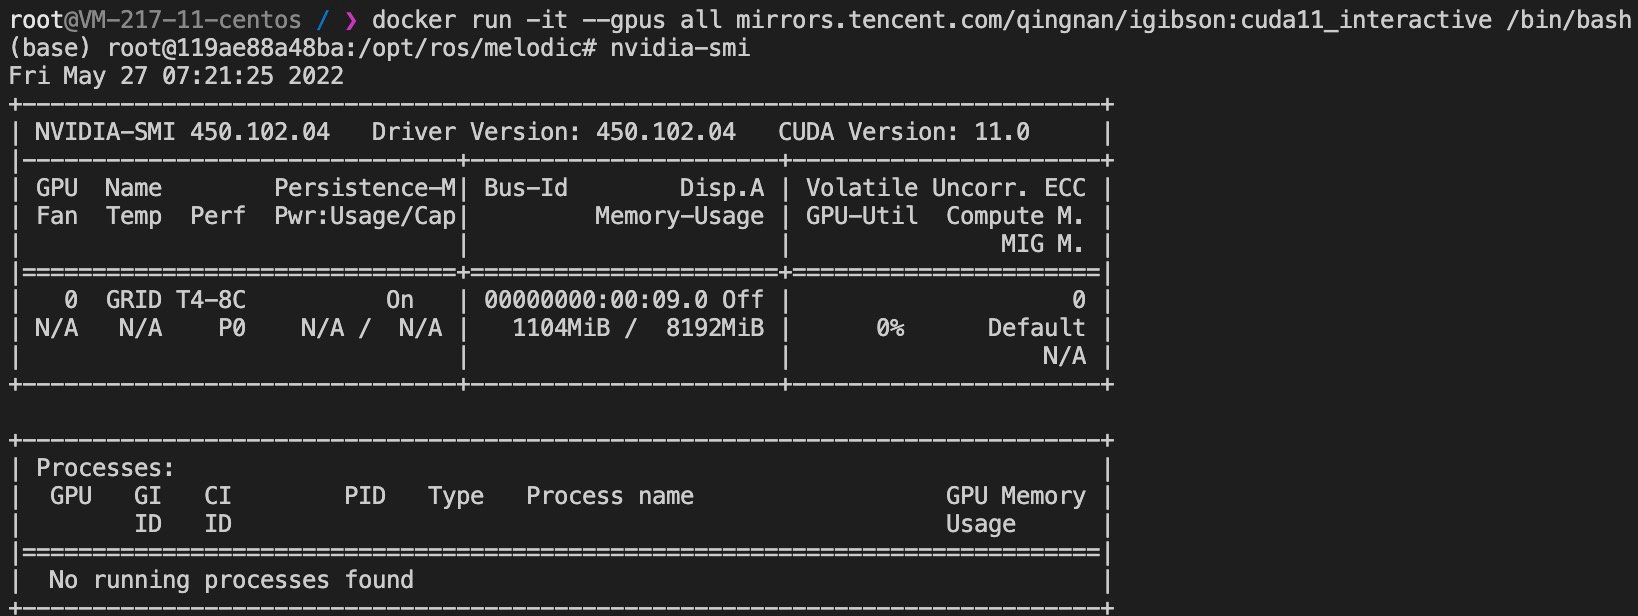 root@VM-217-11-centos / ❯ docker run -it --gpus all mirrors.tencent.com/qingnan/igibson:cuda11_interactive /bin/bash
(base) root@119ae88a48ba:/opt/ros/melodic# nvidia-smi
Fri May 27 07:21:25 2022
+-----------------------------------------------------------------------------+
| NVIDIA-SMI 450.102.04   Driver Version: 450.102.04   CUDA Version: 11.0     |
|-------------------------------+----------------------+----------------------+
| GPU  Name        Persistence-M| Bus-Id        Disp.A | Volatile Uncorr. ECC |
| Fan  Temp  Perf  Pwr:Usage/Cap|         Memory-Usage | GPU-Util  Compute M. |
|                               |                      |               MIG M. |
|===============================+======================+======================|
|   0  GRID T4-8C          On   | 00000000:00:09.0 Off |                    0 |
| N/A   N/A    P0    N/A /  N/A |   1104MiB /  8192MiB |      0%      Default |
|                               |                      |                  N/A |
+-------------------------------+----------------------+----------------------+

+-----------------------------------------------------------------------------+
| Processes:                                                                  |
|  GPU   GI   CI        PID   Type   Process name                  GPU Memory |
|        ID   ID                                                   Usage      |
|=============================================================================|
|  No running processes found                                                 |
+-----------------------------------------------------------------------------+